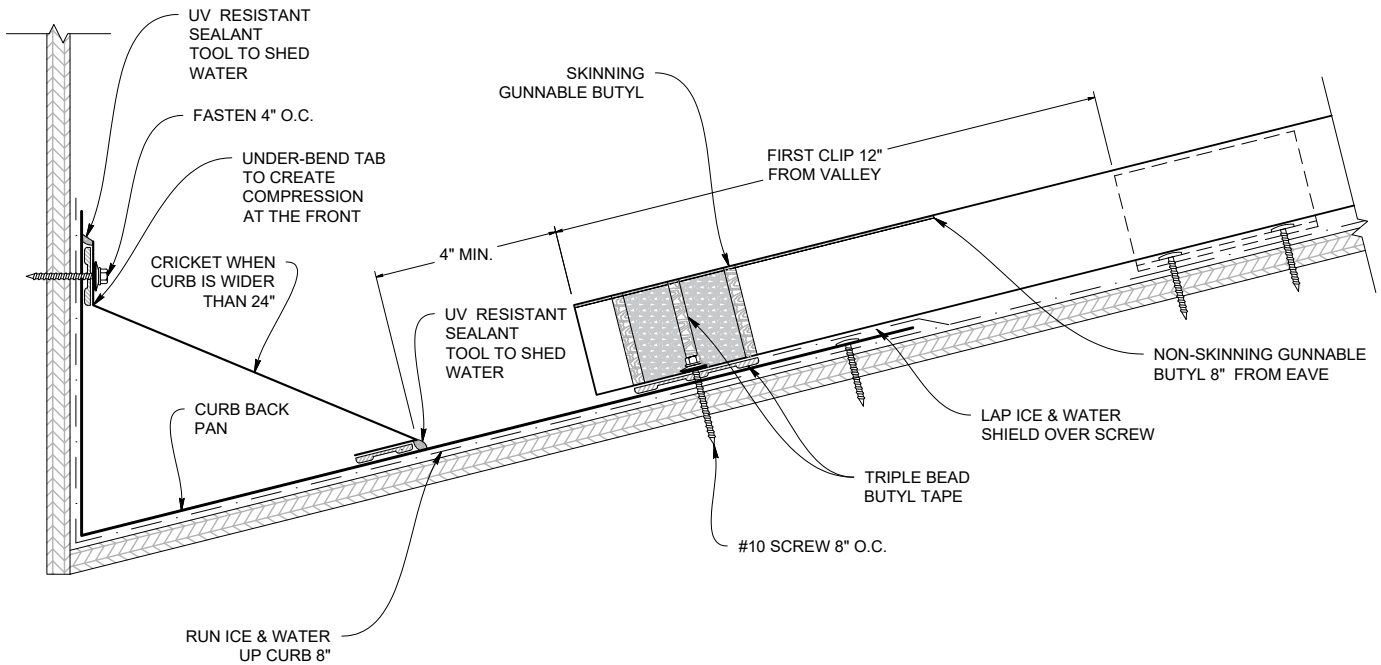 UV RESISTANT
SEALANT
TOOL TO SHED
WATER
FASTEN 4" O.C.
UNDER-BEND TAB
TO CREATE
COMPRESSION
AT THE FRONT
CRICKET WHEN
CURB IS WIDER
THAN 24"
CURB BACK
PAN
RUN ICE & WATER
UP CURB 8"
4" MIN.
UV RESISTANT
SEALANT
TOOL TO SHED
WATER
SKINNING
GUNNABLE BUTYL
FIRST CLIP 12"
FROM VALLEY
NON-SKINNING GUNNABLE
BUTYL 8" FROM EAVE
LAP ICE & WATER
SHIELD OVER SCREW
TRIPLE BEAD
BUTYL TAPE
#10 SCREW 8" O.C.